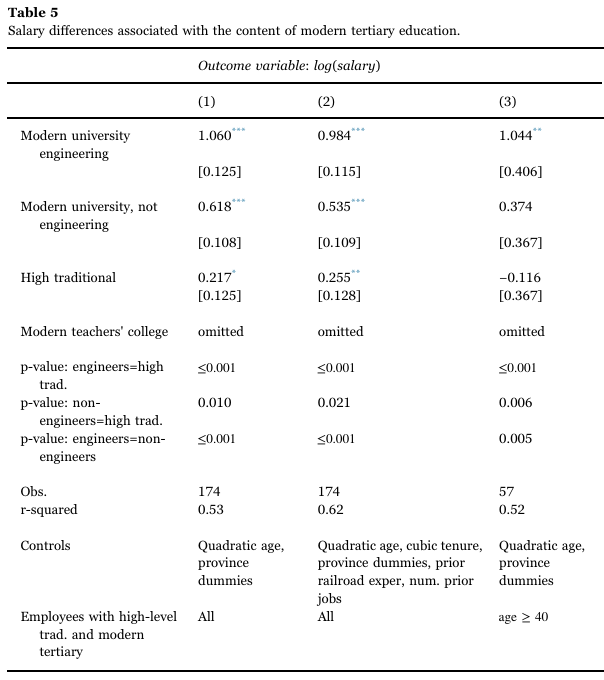 Table 5
Salary differences associated with the content of modern tertiary education.
Outcome variable: log(salary)
(1) (2) (3)
Modern university 1.060*** 0.984*** 1.044**
engineering
[0.125] [0.115] [0.406]
Modern university, not 0.618*** 0.535*** 0.374
engineering
[0.108] [0.109] [0.367]
High traditional 0.217* 0.255** −0.116
[0.125] [0.128] [0.367]
Modern teachers' college omitted omitted omitted
p-value: engineers=high ≤0.001 ≤0.001 ≤0.001
trad.
p-value: non- 0.010 0.021 0.006
engineers=high trad.
p-value: engineers=non- ≤0.001 ≤0.001 0.005
engineers
Obs. 174 174 57
r-squared 0.53 0.62 0.52
Controls Quadratic age, Quadratic age, cubic tenure, Quadratic age,
province province dummies, prior province
dummies railroad exper, num. prior dummies
jobs
Employees with high-level All All age ≥ 40
trad. and modern
tertiary